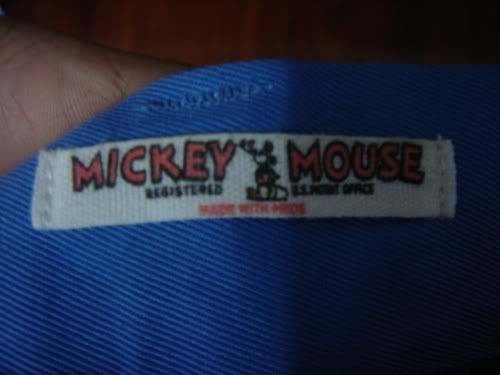 MICKEY MOUSE
REGISTERED U.S. PATENT OFFICE
MADE WITH PRIDE